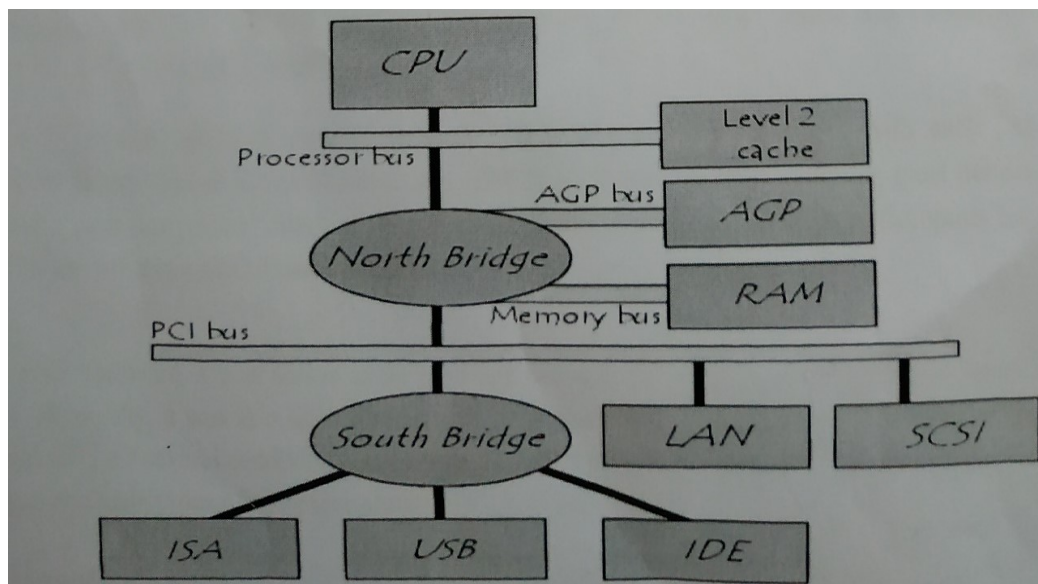 CPU
Level 2
cache
Processor bus
AGP bus
AGP
North Bridge
RAM
Memory bus
PCI bus
South Bridge
LAN
SCSI
ISA
USB
IDE